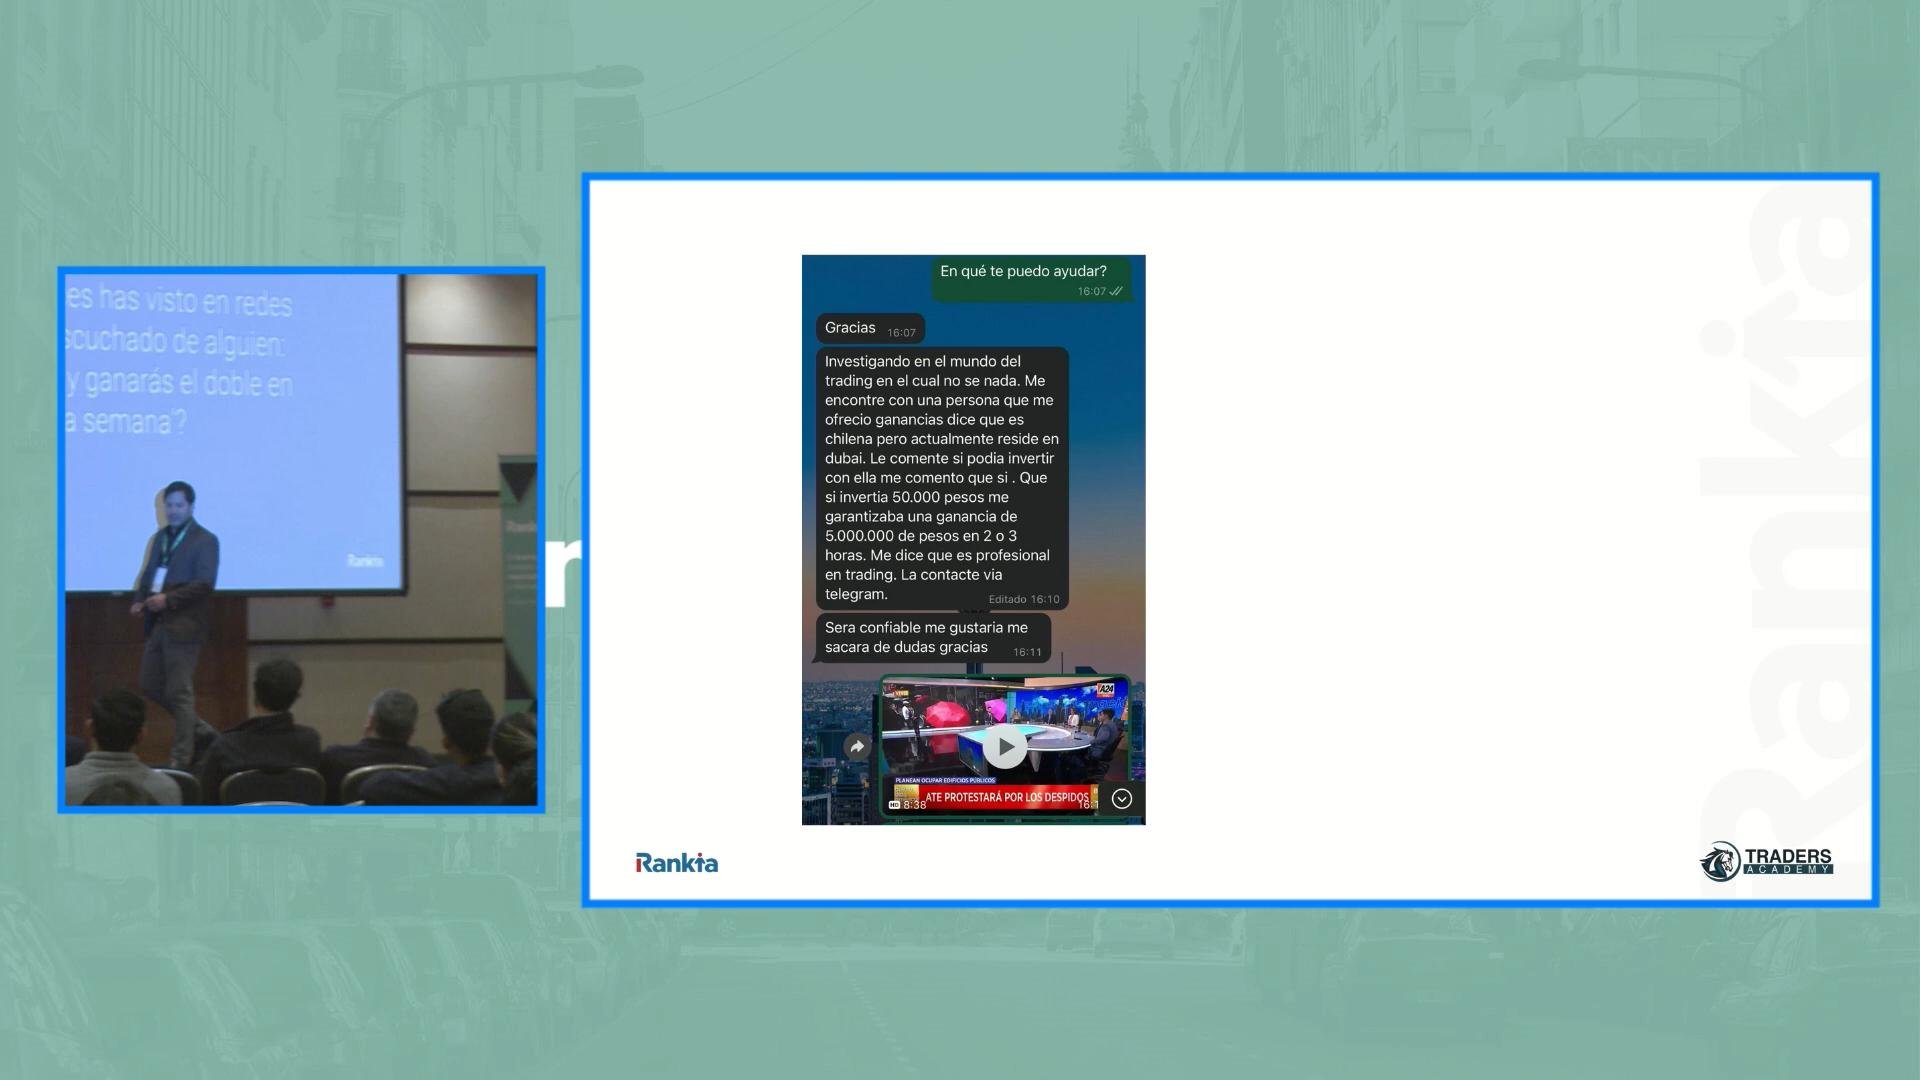 es has visto en redes
scuchado de alguien:
y ganarás el doble en
a semana'?
Rankia
En qué te puedo ayudar?
16:07
Gracias 16:07
Investigando en el mundo del
trading en el cual no se nada. Me
encontre con una persona que me
ofrecio ganancias dice que es
chilena pero actualmente reside en
dubai. Le comente si podia invertir
con ella me comento que si . Que
si invertia 50.000 pesos me
garantizaba una ganancia de
5.000.000 de pesos en 2 o 3
horas. Me dice que es profesional
en trading. La contacte via
telegram.
Editado 16:10
Sera confiable me gustaria me
sacara de dudas gracias 16:11
VIVO
A24
PLANEAN OCUPAR EDIFICIOS PÚBLICOS
ATE PROTESTARÁ POR LOS DESPIDOS
HD 8:38
Rankia
TRADERS
ACADEMY
Rankia
CINE